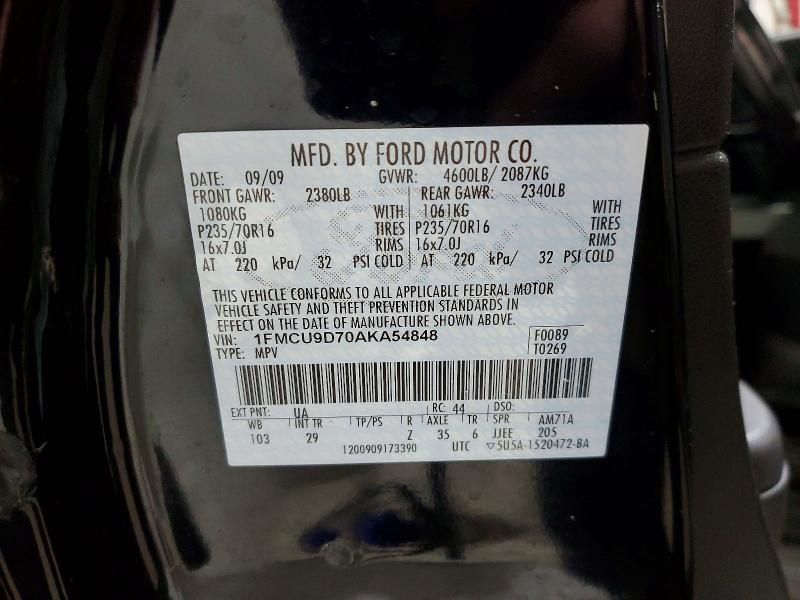 MFD. BY FORD MOTOR CO.
DATE: 09/09 GVWR: 4600LB/ 2087KG
FRONT GAWR: 2380LB REAR GAWR: 2340LB
1080KG WITH 1061KG WITH
P235/70R16 TIRES P235/70R16 TIRES
16x7.0J RIMS 16x7.0J RIMS
AT 220 kPa/ 32 PSI COLD AT 220 kPa/ 32 PSI COLD
THIS VEHICLE CONFORMS TO ALL APPLICABLE FEDERAL MOTOR
VEHICLE SAFETY AND THEFT PREVENTION STANDARDS IN
EFFECT ON THE DATE OF MANUFACTURE SHOWN ABOVE.
VIN: 1FMCU9D70AKA54848 F0089
TYPE: MPV T0269
EXT PNT: UA RC: 44 DSO:
WB INT TR TP/PS R AXLE TR SPR AM71A
103 29 Z 35 6 JJEE 205
1200909173390 UTC ▽5U5A-1520472-BA